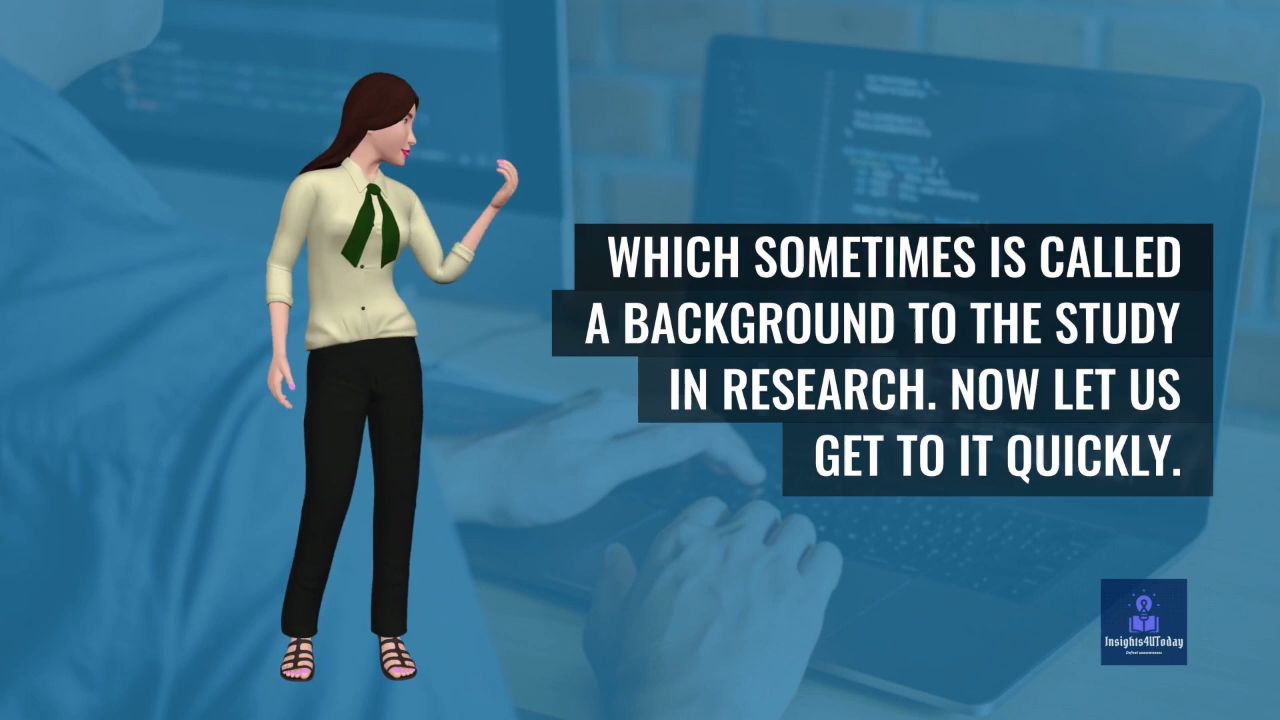 WHICH SOMETIMES IS CALLED
A BACKGROUND TO THE STUDY
IN RESEARCH. NOW LET US
GET TO IT QUICKLY.
Insights4UToday